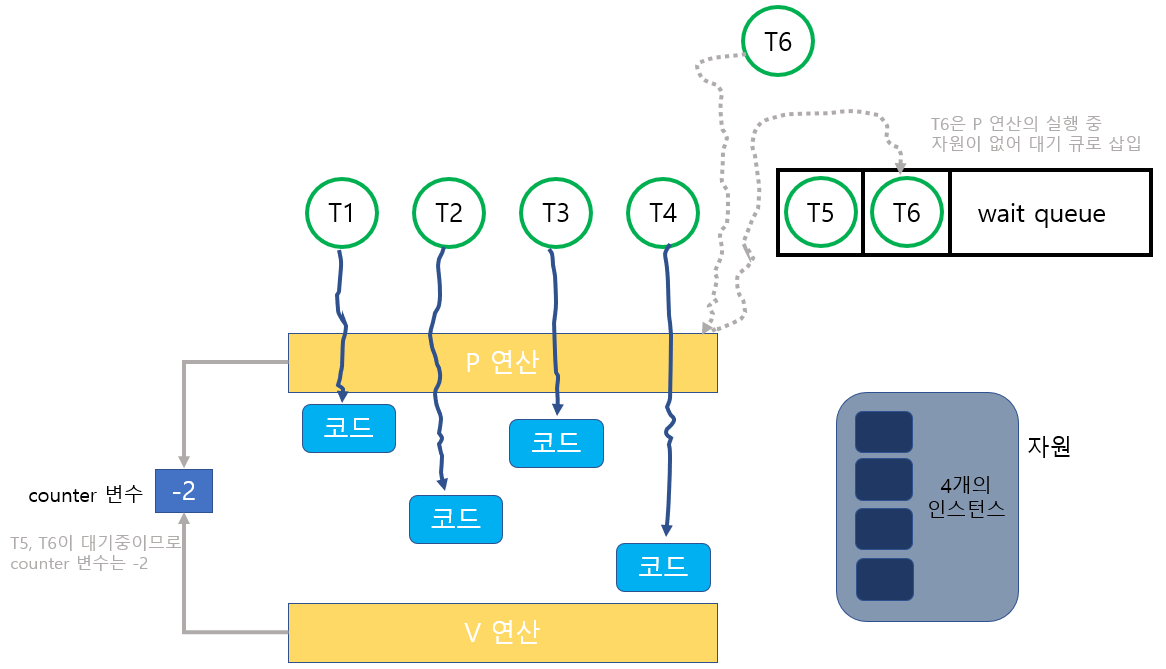 T6
T6은 P 연산의 실행 중
자원이 없어 대기 큐로 삽입
T1
T2
T3
T4
T5
T6
wait queue
P 연산
코드
코드
코드
코드
자원
4개의
인스턴스
counter 변수
-2
T5, T6이 대기중이므로
counter 변수는 -2
V 연산